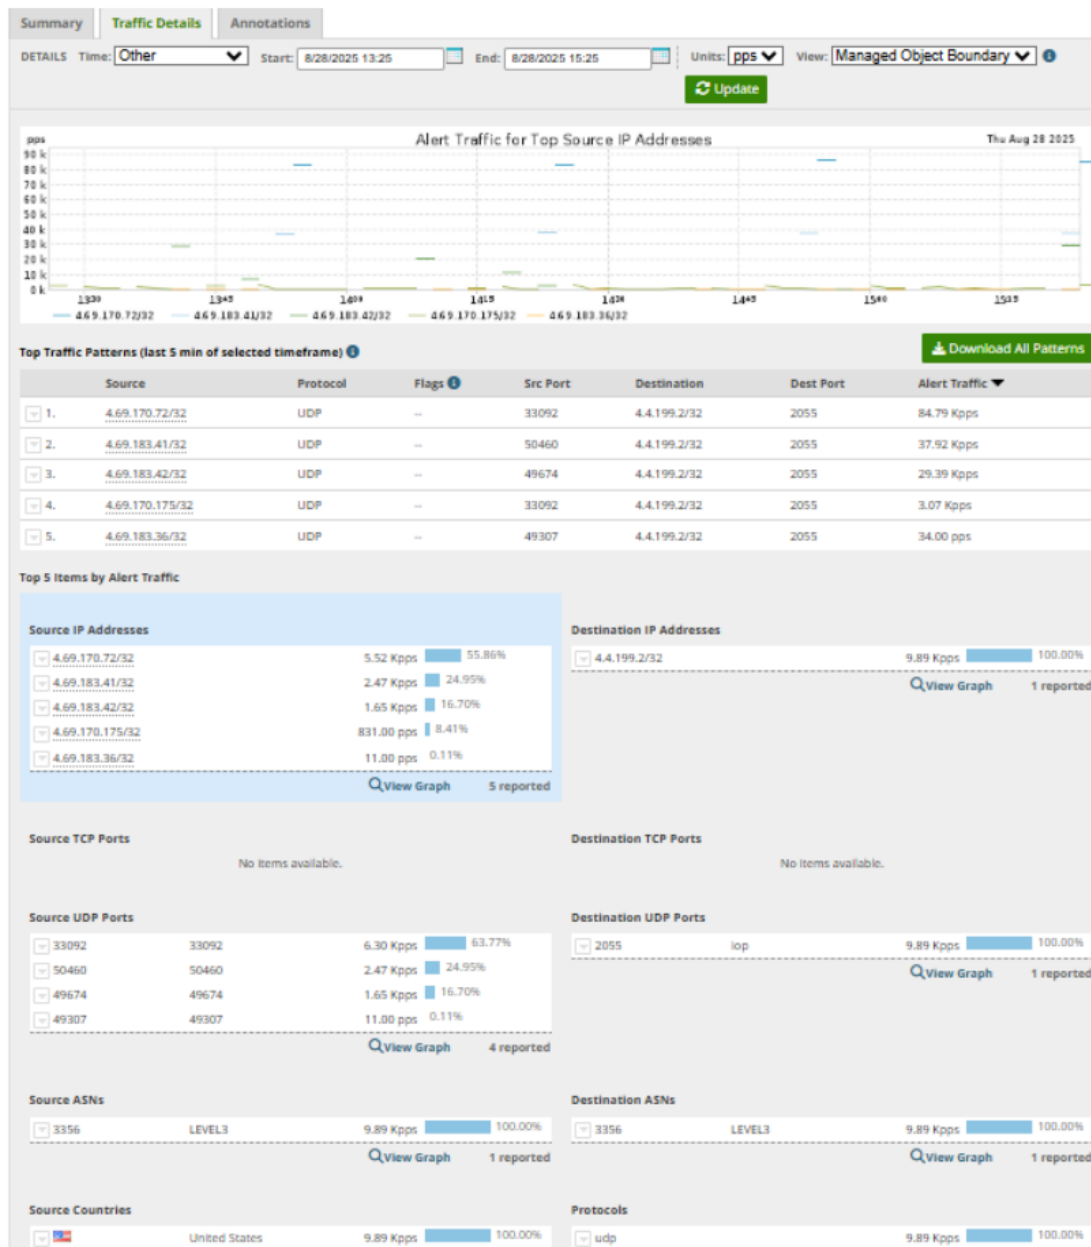 Summary Traffic Details Annotations
DETAILS Time: Other Start: 8/28/2025 13:25 End: 8/28/2025 15:25 Units: pps View: Managed Object Boundary
Update
pps Alert Traffic for Top Source IP Addresses Thu Aug 28 2025
90 k
80 k
70 k
60 k
50 k
40 k
30 k
20 k
10 k
0 k
13:45 14:00 14:15 14:45
4.69.170.72/32 4.69.183.41/32 4.69.183.42/32 4.69.170.175/32 4.69.183.36/32
Top Traffic Patterns (last 5 min of selected timeframe)
Download All Patterns
Source Protocol Flags Src Port Destination Dest Port Alert Traffic
1. 4.69.170.72/32 UDP -- 33092 4.4.199.2/32 2055 84.79 Kpps
2. 4.69.183.41/32 UDP -- 50460 4.4.199.2/32 2055 37.92 Kpps
3. 4.69.183.42/32 UDP -- 49674 4.4.199.2/32 2055 29.39 Kpps
4. 4.69.170.175/32 UDP -- 33092 4.4.199.2/32 2055 3.07 Kpps
5. 4.69.183.36/32 UDP -- 49307 4.4.199.2/32 2055 34.00 pps
Top 5 Items by Alert Traffic
Source IP Addresses
4.69.170.72/32 5.52 Kpps 55.86%
4.69.183.41/32 2.47 Kpps 24.95%
4.69.183.42/32 1.65 Kpps 16.70%
4.69.170.175/32 831.00 pps 8.41%
4.69.183.36/32 11.00 pps 0.11%
View Graph 5 reported
Destination IP Addresses
4.4.199.2/32 9.89 Kpps 100.00%
View Graph 1 reported
Source TCP Ports
No items available.
Destination TCP Ports
No items available.
Source UDP Ports
33092 33092 6.30 Kpps 63.77%
50460 50460 2.47 Kpps 24.95%
49674 49674 1.65 Kpps 16.70%
49307 49307 11.00 pps 0.11%
View Graph 4 reported
Destination UDP Ports
2055 iop 9.89 Kpps 100.00%
View Graph 1 reported
Source ASNs
3356 LEVEL3 9.89 Kpps 100.00%
View Graph 1 reported
Destination ASNs
3356 LEVEL3 9.89 Kpps 100.00%
View Graph 1 reported
Source Countries
United States 9.89 Kpps 100.00%
Protocols
udp 9.89 Kpps 100.00%